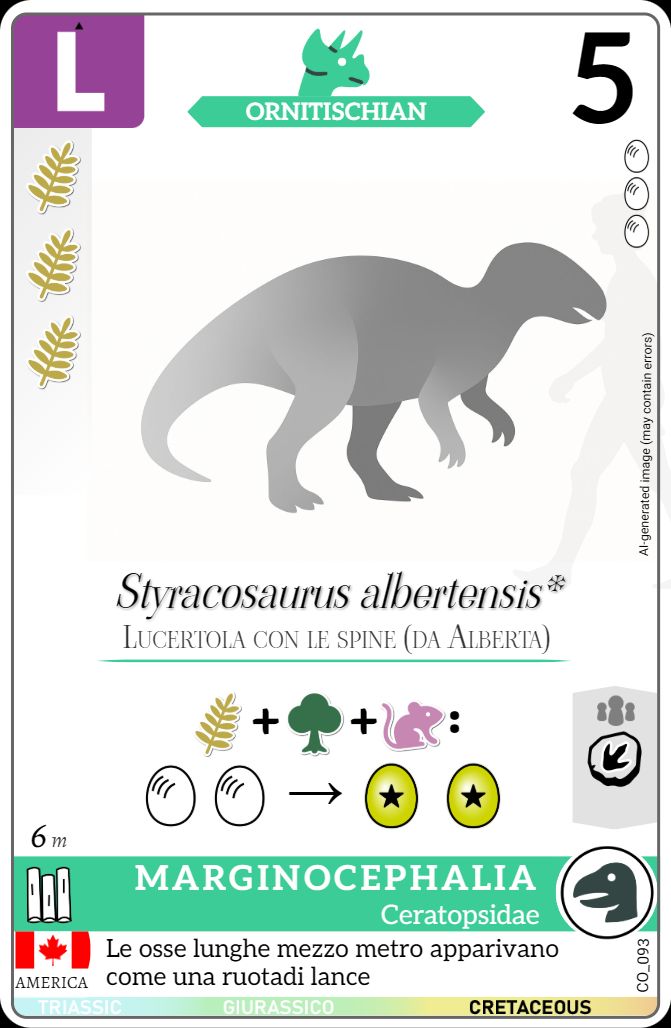 L
ORNITISCHIAN
5
AI-generated image (may contain errors)
Styracosaurus albertensis*
Lucertola con le spine (da Alberta)
+ + :
→
6 m
MARGINOCEPHALIA
Ceratopsidae
Le osse lunghe mezzo metro apparivano
come una ruotadi lance
AMERICA
CO_093
TRIASSIC GIURASSICO CRETACEOUS